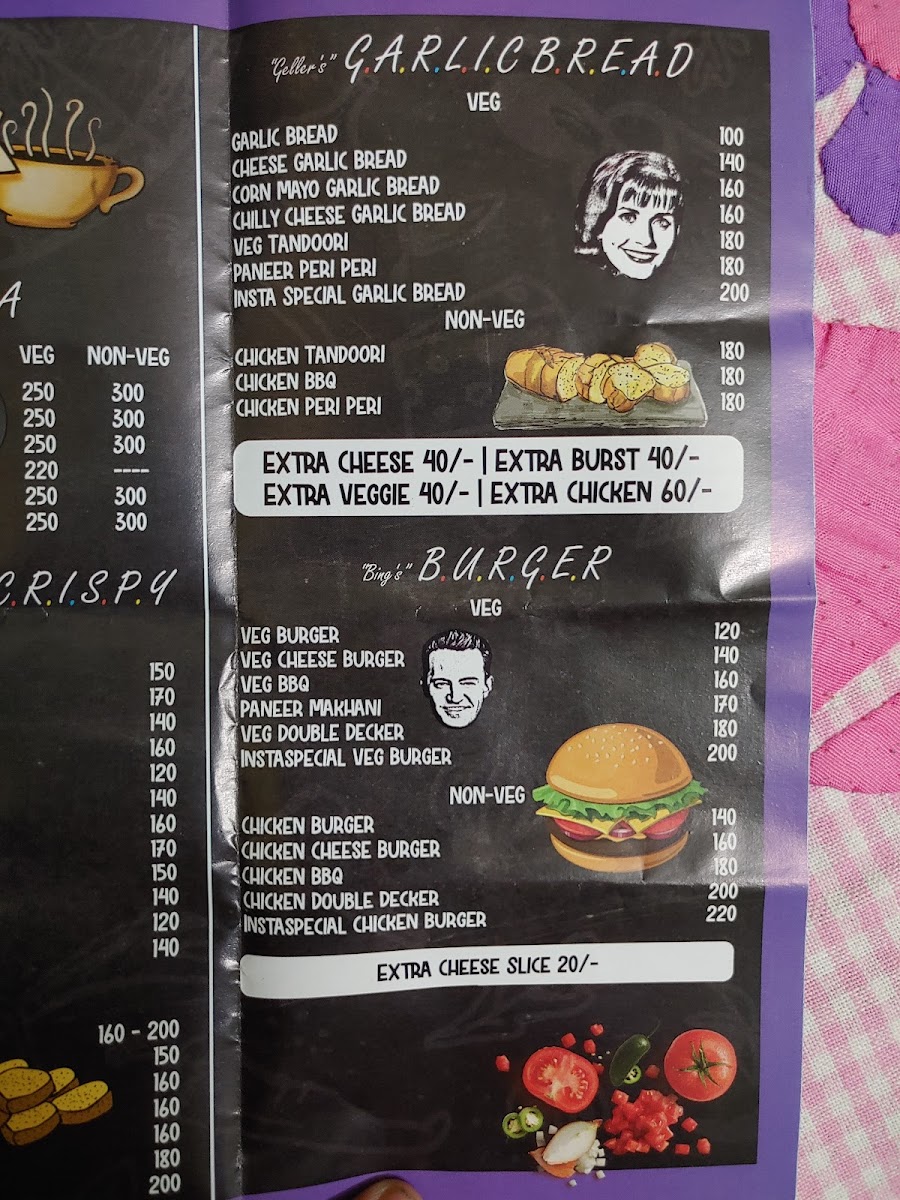 A
VEG NON-VEG
250 300
250 300
250 300
220 ----
250 300
250 300
C.R.I.S.P.Y
150
170
140
160
120
140
160
170
150
140
120
140
160 - 200
150
160
160
160
180
200
"Geller's" G.A.R.L.I.C B.R.E.A.D
VEG
GARLIC BREAD 100
CHEESE GARLIC BREAD 140
CORN MAYO GARLIC BREAD 160
CHILLY CHEESE GARLIC BREAD 160
VEG TANDOORI 180
PANEER PERI PERI 180
INSTA SPECIAL GARLIC BREAD 200
NON-VEG
CHICKEN TANDOORI 180
CHICKEN BBQ 180
CHICKEN PERI PERI 180
EXTRA CHEESE 40/- | EXTRA BURST 40/-
EXTRA VEGGIE 40/- | EXTRA CHICKEN 60/-
"Bing's" B.U.R.G.E.R
VEG
VEG BURGER 120
VEG CHEESE BURGER 140
VEG BBQ 160
PANEER MAKHANI 170
VEG DOUBLE DECKER 180
INSTASPECIAL VEG BURGER 200
NON-VEG
CHICKEN BURGER 140
CHICKEN CHEESE BURGER 160
CHICKEN BBQ 180
CHICKEN DOUBLE DECKER 200
INSTASPECIAL CHICKEN BURGER 220
EXTRA CHEESE SLICE 20/-